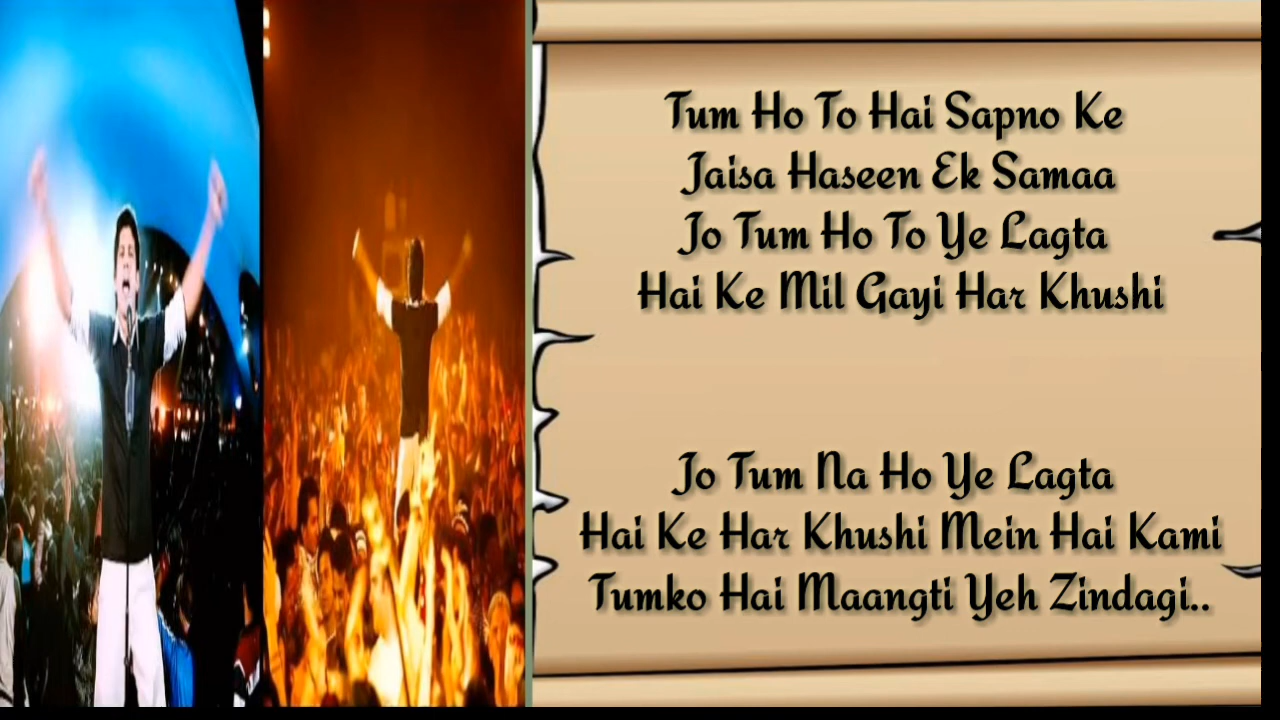 Tum Ho To Hai Sapno Ke
Jaisa Haseen Ek Samaa
Jo Tum Ho To Ye Lagta
Hai Ke Mil Gayi Har Khushi
Jo Tum Na Ho Ye Lagta
Hai Ke Har Khushi Mein Hai Kami
Tumko Hai Maangti Yeh Zindagi..